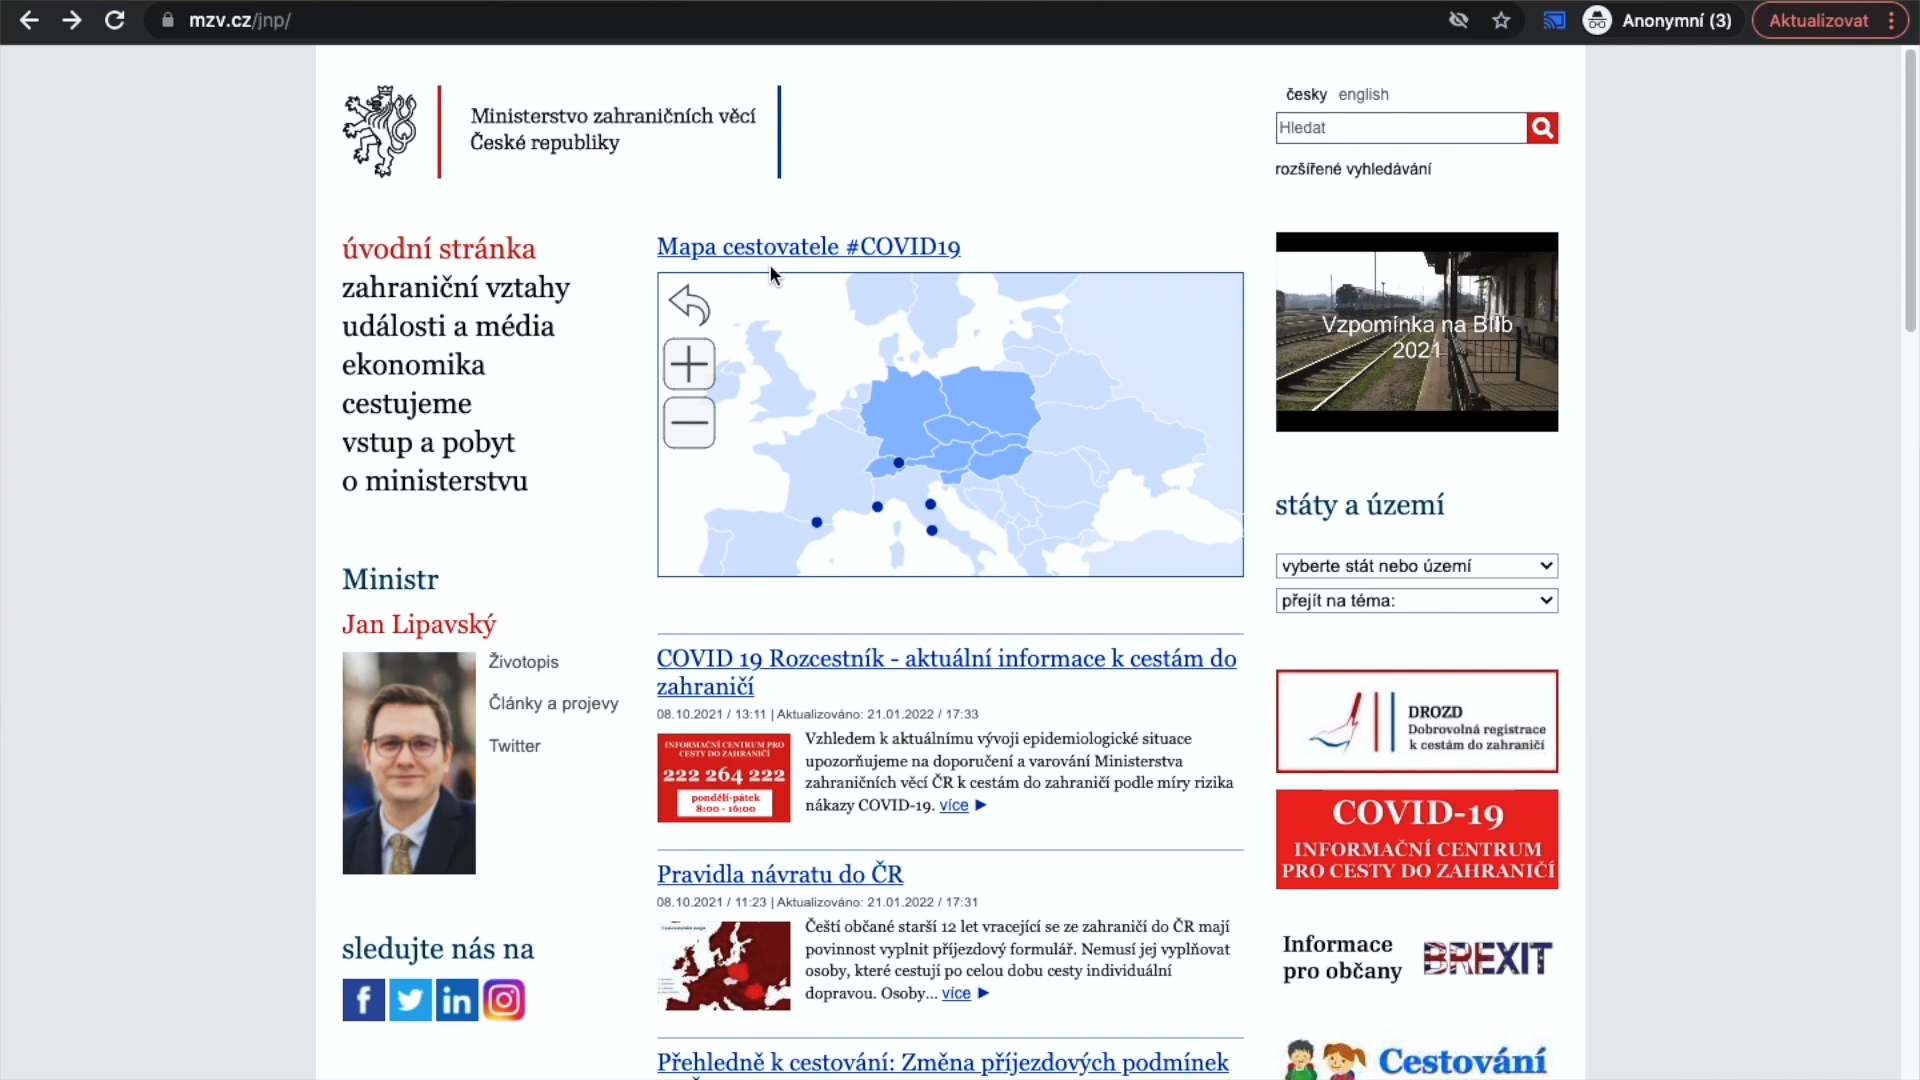 mzv.cz/jnp/
Anonymní (3)
Aktualizovat
Ministerstvo zahraničních věcí
České republiky
česky english
Hledat
rozšířené vyhledávání
úvodní stránka
zahraniční vztahy
události a média
ekonomika
cestujeme
vstup a pobyt
o ministerstvu
Ministr
Jan Lipavský
Životopis
Články a projevy
Twitter
sledujte nás na
Mapa cestovatele #COVID19
COVID 19 Rozcestník - aktuální informace k cestám do
zahraničí
08.10.2021 / 13:11 | Aktualizováno: 21.01.2022 / 17:33
INFORMAČNÍ CENTRUM PRO
CESTY DO ZAHRANIČÍ
222 264 222
pondělí-pátek
8:00 - 16:00
Vzhledem k aktuálnímu vývoji epidemiologické situace
upozorňujeme na doporučení a varování Ministerstva
zahraničních věcí ČR k cestám do zahraničí podle míry rizika
nákazy COVID-19. více ►
Pravidla návratu do ČR
08.10.2021 / 11:23 | Aktualizováno: 21.01.2022 / 17:31
Čeští občané starší 12 let vracející se ze zahraničí do ČR mají
povinnost vyplnit příjezdový formulář. Nemusí jej vyplňovat
osoby, které cestují po celou dobu cesty individuální
dopravou. Osoby... více ►
Přehledně k cestování: Změna příjezdových podmínek
Vzpomínka na Bílb
2021
státy a území
vyberte stát nebo území
přejít na téma:
DROZD
Dobrovolná registrace
k cestám do zahraničí
COVID-19
INFORMAČNÍ CENTRUM
PRO CESTY DO ZAHRANIČÍ
Informace
pro občany
BREXIT
Cestování